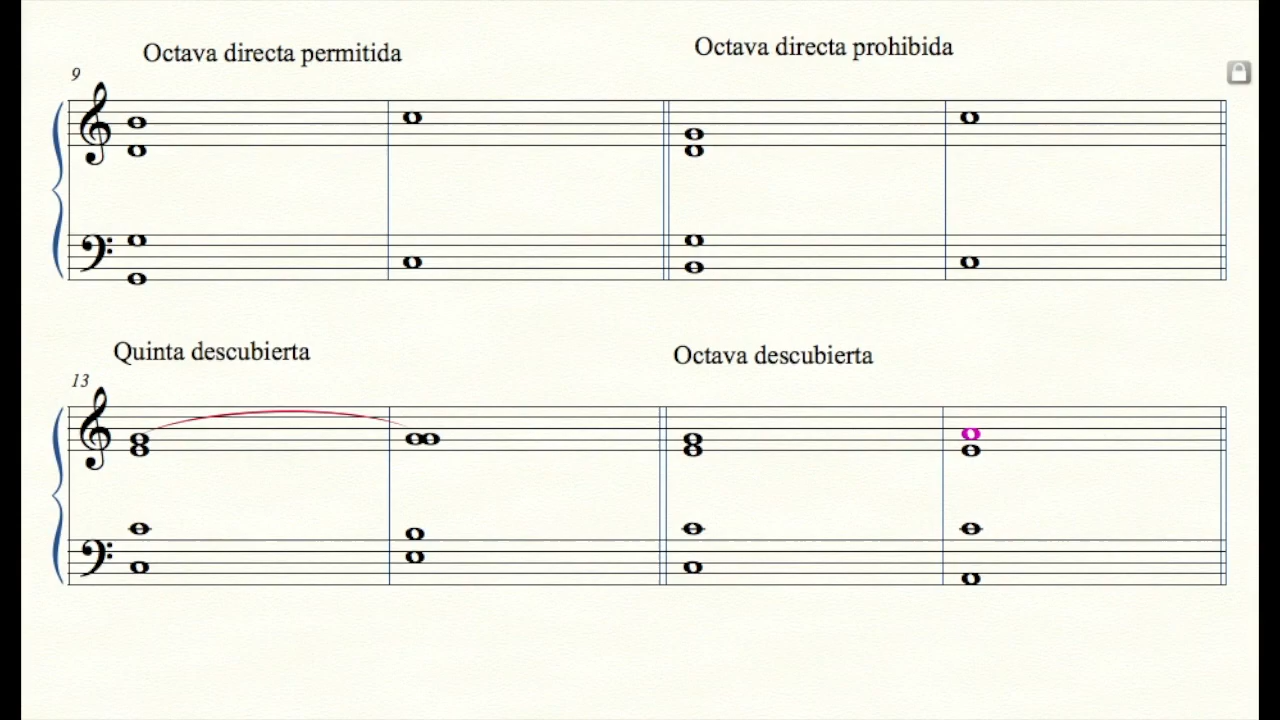 Octava directa permitida
Octava directa prohibida
9
Quinta descubierta
Octava descubierta
13